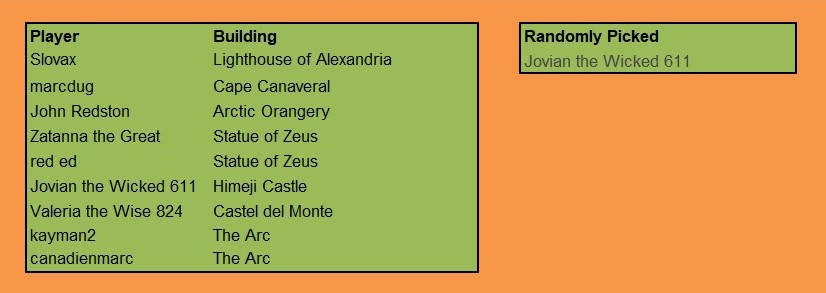 Player Building
Slovax Lighthouse of Alexandria
marcdug Cape Canaveral
John Redston Arctic Orangery
Zatanna the Great Statue of Zeus
red ed Statue of Zeus
Jovian the Wicked 611 Himeji Castle
Valeria the Wise 824 Castel del Monte
kayman2 The Arc
canadienmarc The Arc
Randomly Picked
Jovian the Wicked 611